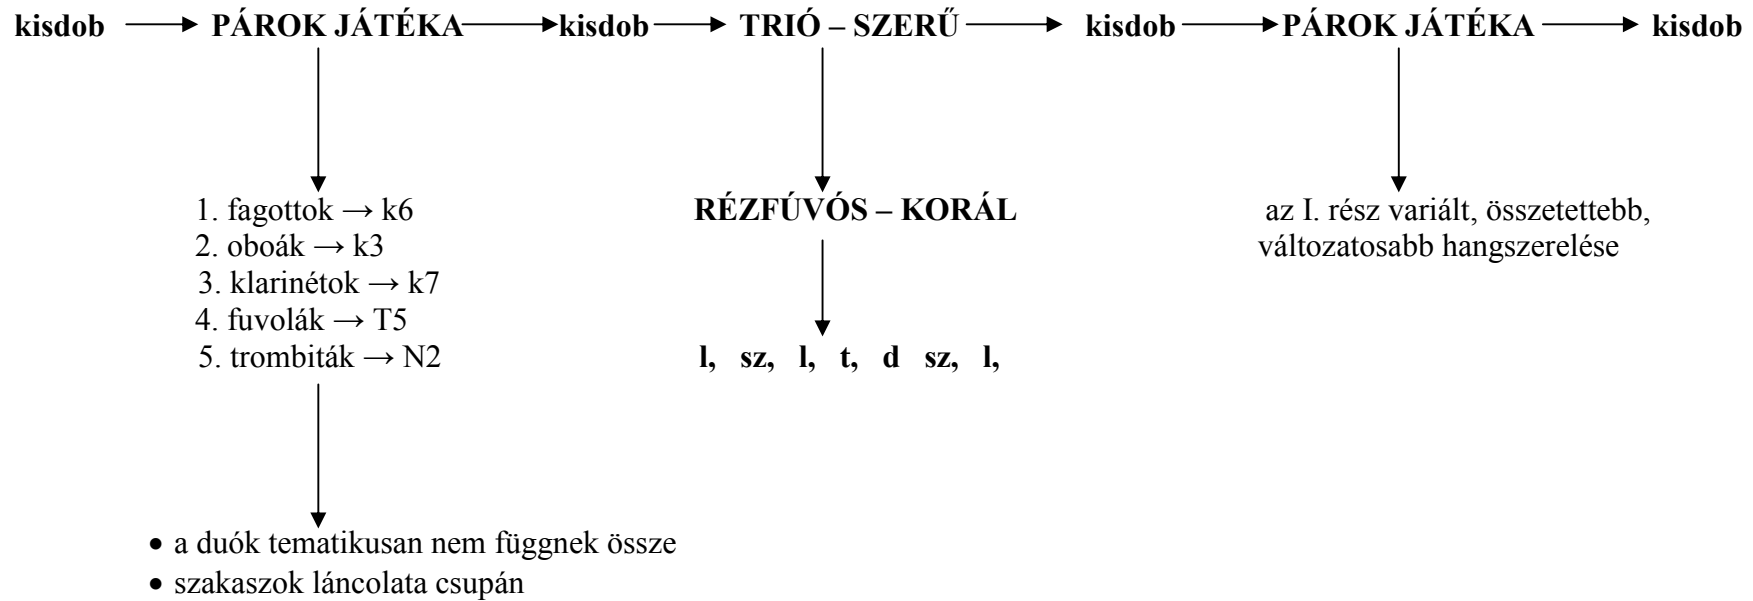 kisdob → PÁROK JÁTÉKA → kisdob → TRIÓ – SZERŰ → kisdob → PÁROK JÁTÉKA → kisdob
1. fagottok → k6
2. oboák → k3
3. klarinétok → k7
4. fuvolák → T5
5. trombiták → N2
• a duók tematikusan nem függnek össze
• szakaszok láncolata csupán
RÉZFÚVÓS – KORÁL
l, sz, l, t, d sz, l,
az I. rész variált, összetettebb,
változatosabb hangszerelése